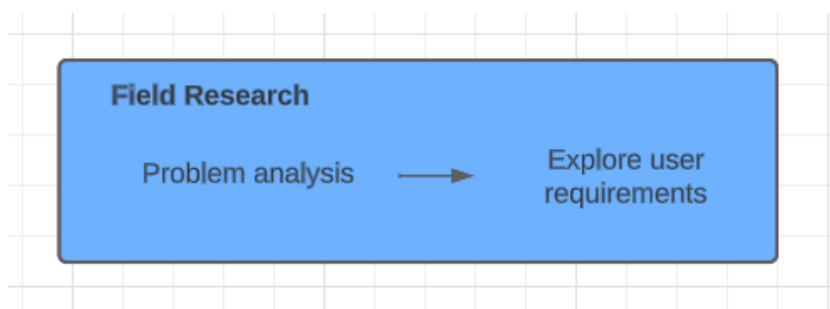 Field Research
Problem analysis
Explore user
requirements